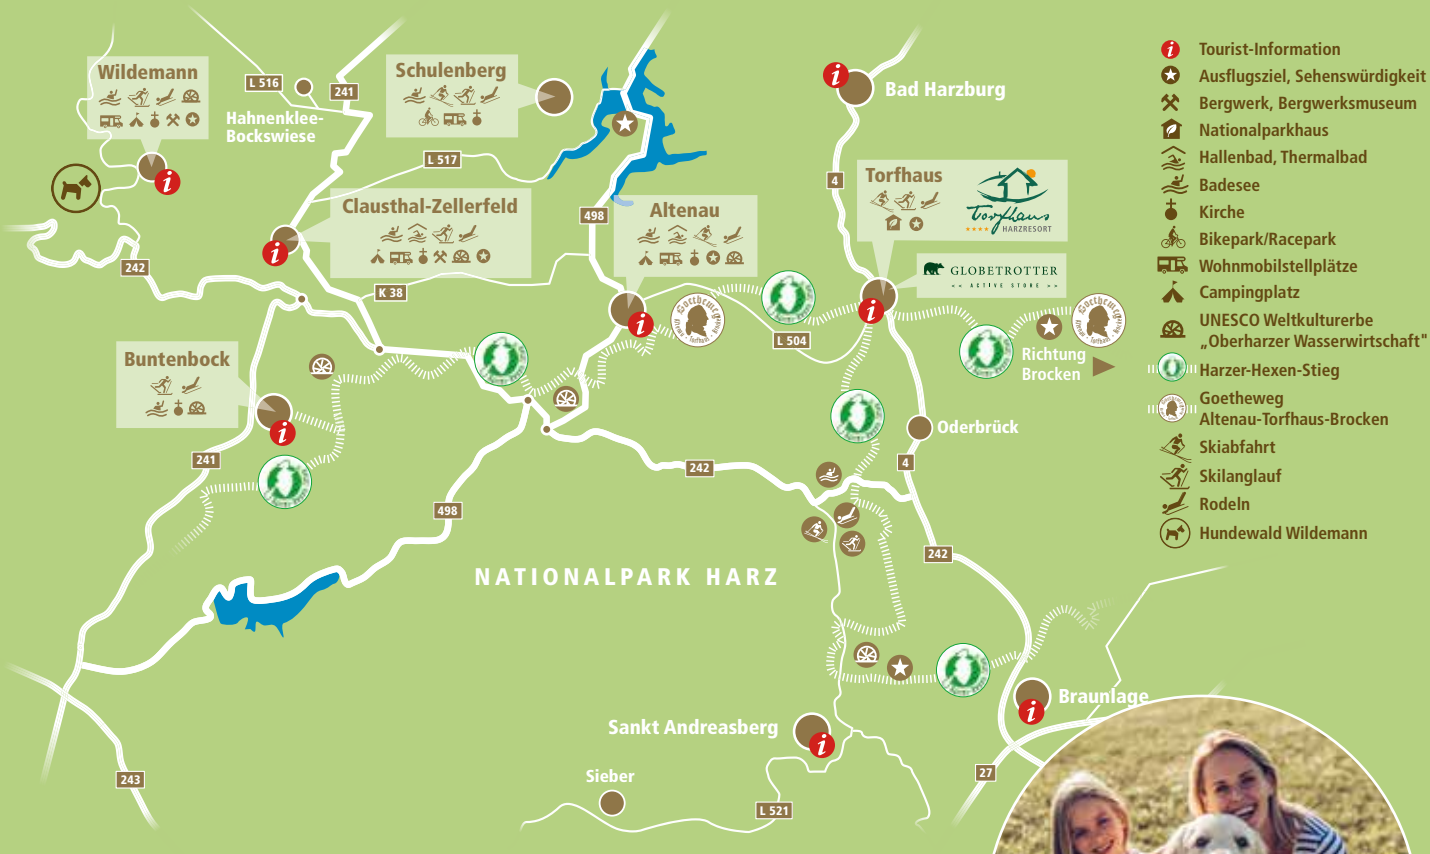 Wildemann
L 516
241
Hahnenklee-
Bockswiese
Schulenberg
L 517
Bad Harzburg
4
Torfhaus
Torfhaus
HARZRESORT
GLOBETROTTER
<< ACTIVE STORE >>
Clausthal-Zellerfeld
498
Altenau
242
K 38
Goetheweg
L 504
Goetheweg
Richtung
Brocken
Buntenbock
Oderbrück
241
242
4
498
242
NATIONALPARK HARZ
Braunlage
Sankt Andreasberg
Sieber
243
27
L 521
i Tourist-Information
Ausflugsziel, Sehenswürdigkeit
Bergwerk, Bergwerksmuseum
Nationalparkhaus
Hallenbad, Thermalbad
Badesee
Kirche
Bikepark/Racepark
Wohnmobilstellplätze
Campingplatz
UNESCO Weltkulturerbe
„Oberharzer Wasserwirtschaft"
Harzer-Hexen-Stieg
Goetheweg
Altenau-Torfhaus-Brocken
Skiabfahrt
Skilanglauf
Rodeln
Hundewald Wildemann